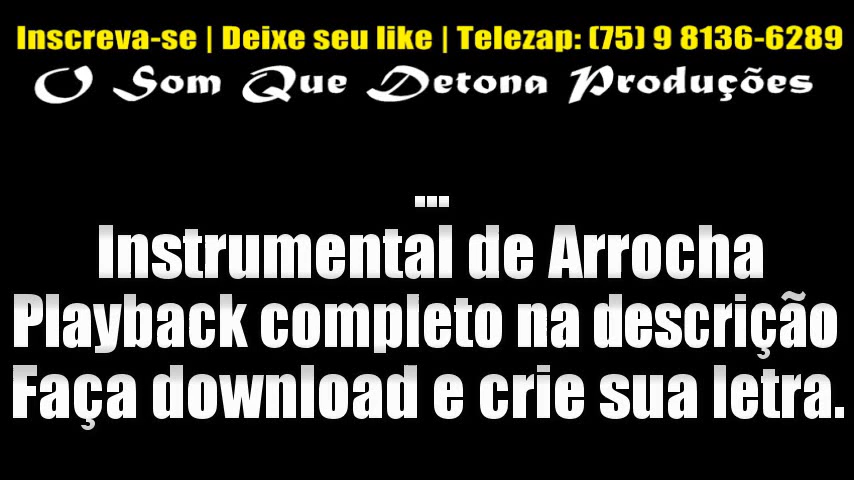 Inscreva-se | Deixe seu like | Telezap: (75) 9 8136-6289
O Som Que Detona Produções
...
Instrumental de Arrocha
Playback completo na descrição
Faça download e crie sua letra.